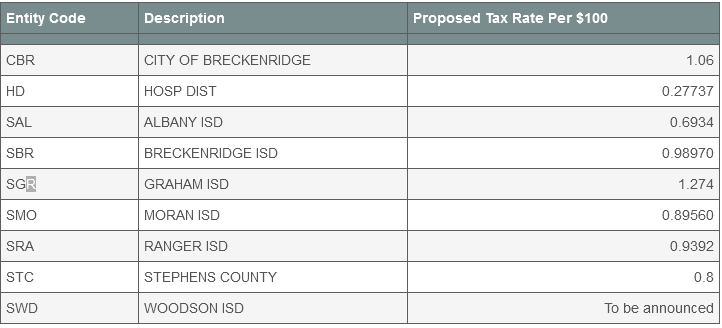 Entity Code Description Proposed Tax Rate Per $100
CBR CITY OF BRECKENRIDGE 1.06
HD HOSP DIST 0.27737
SAL ALBANY ISD 0.6934
SBR BRECKENRIDGE ISD 0.98970
SGR GRAHAM ISD 1.274
SMO MORAN ISD 0.89560
SRA RANGER ISD 0.9392
STC STEPHENS COUNTY 0.8
SWD WOODSON ISD To be announced